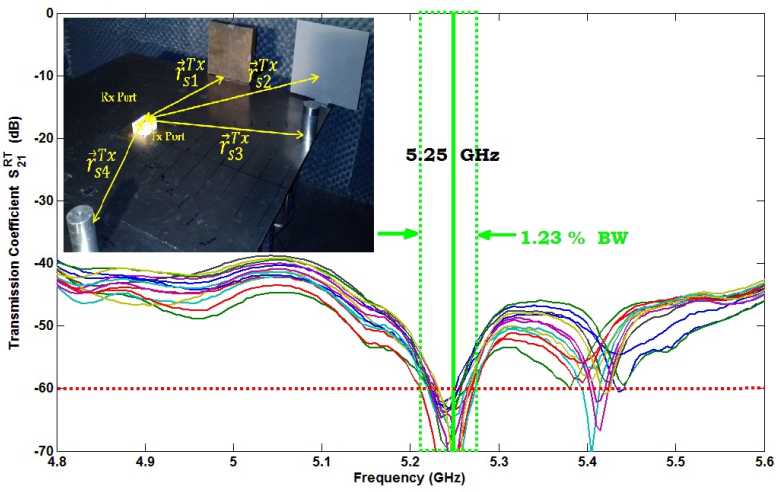 0
-10
-20
-30
-40
-50
-60
-70
Transmission Coefficient S₂₁ᴿᵀ (dB)
r⃗ₛ₁ᵀˣ
r⃗ₛ₂ᵀˣ
Rx Port
Tx Port
r⃗ₛ₃ᵀˣ
r⃗ₛ₄ᵀˣ
5.25 GHz
1.23 % BW
4.8 4.9 5 5.1 5.2 5.3 5.4 5.5 5.6
Frequency (GHz)